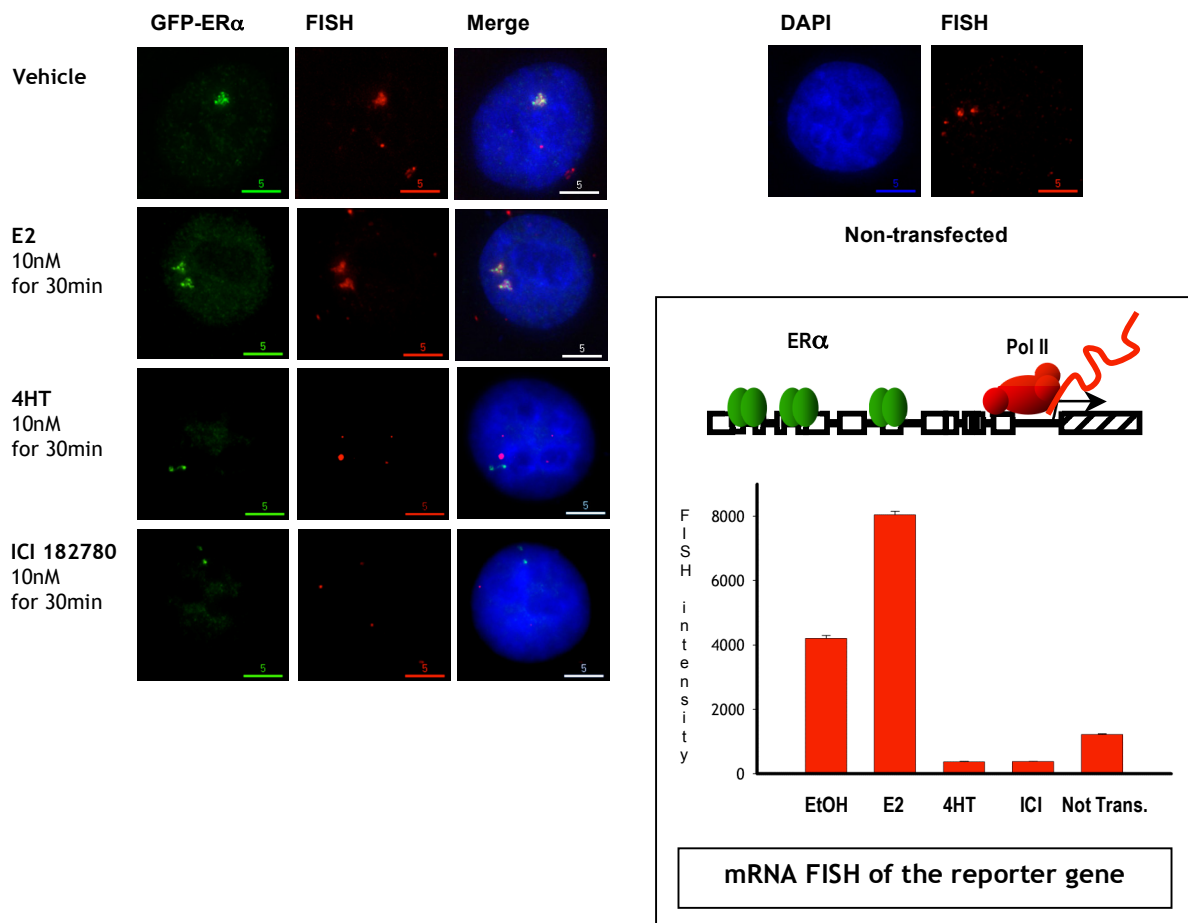 GFP-ERα FISH Merge
Vehicle
5 5 5
E2
10nM
for 30min
5 5 5
4HT
10nM
for 30min
5 5 5
ICI 182780
10nM
for 30min
5 5 5
DAPI FISH
5 5
Non-transfected
ERα
Pol II
FISH intensity
8000
6000
4000
2000
0
EtOH E2 4HT ICI Not Trans.
mRNA FISH of the reporter gene